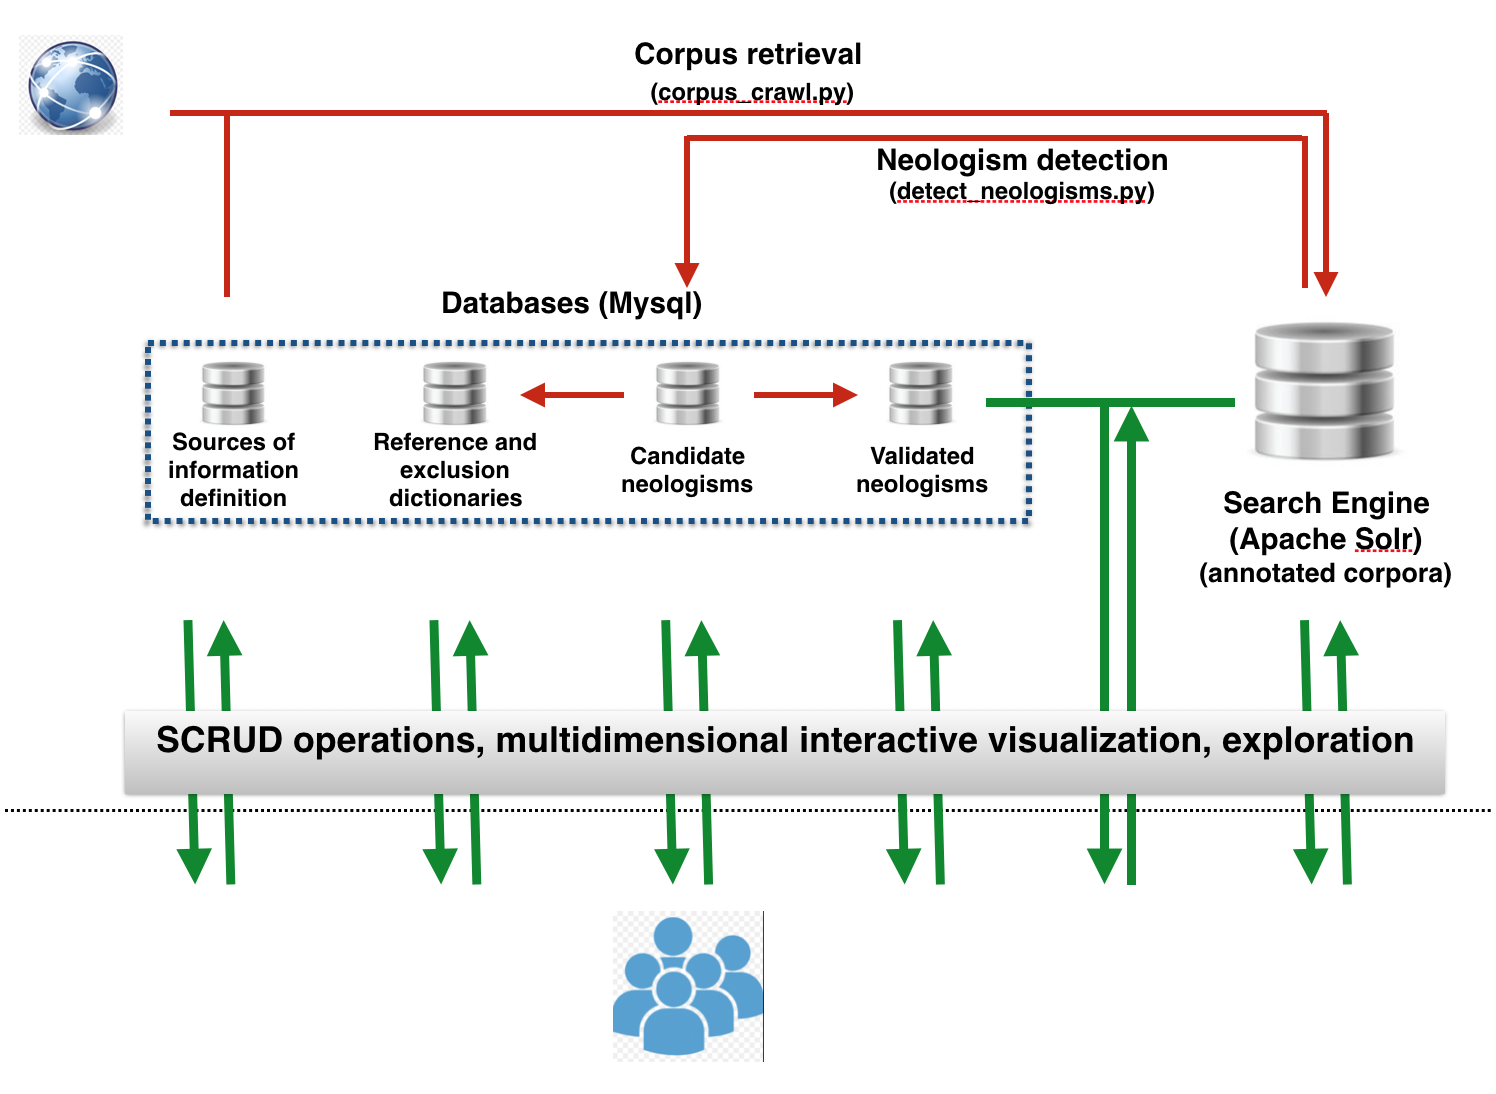 Corpus retrieval
(corpus_crawl.py)
Neologism detection
(detect_neologisms.py)
Databases (Mysql)
Sources of
information
definition
Reference and
exclusion
dictionaries
Candidate
neologisms
Validated
neologisms
Search Engine
(Apache Solr)
(annotated corpora)
SCRUD operations, multidimensional interactive visualization, exploration